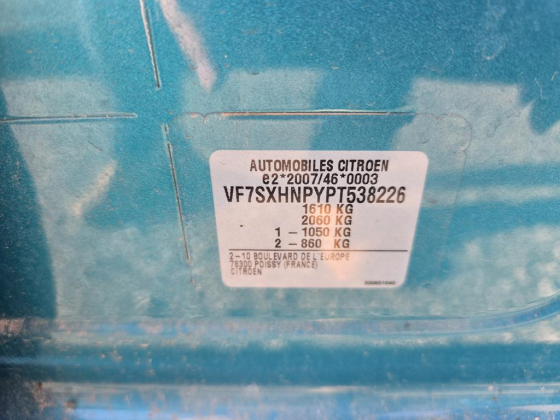 AUTOMOBILES CITROEN
e2*2007/46*0003
VF7SXHNPYPT538226
1610 KG
2060 KG
1 - 1050 KG
2 - 860 KG
2-10 BOULEVARD DE L'EUROPE
78300 POISSY (FRANCE)
CITROEN